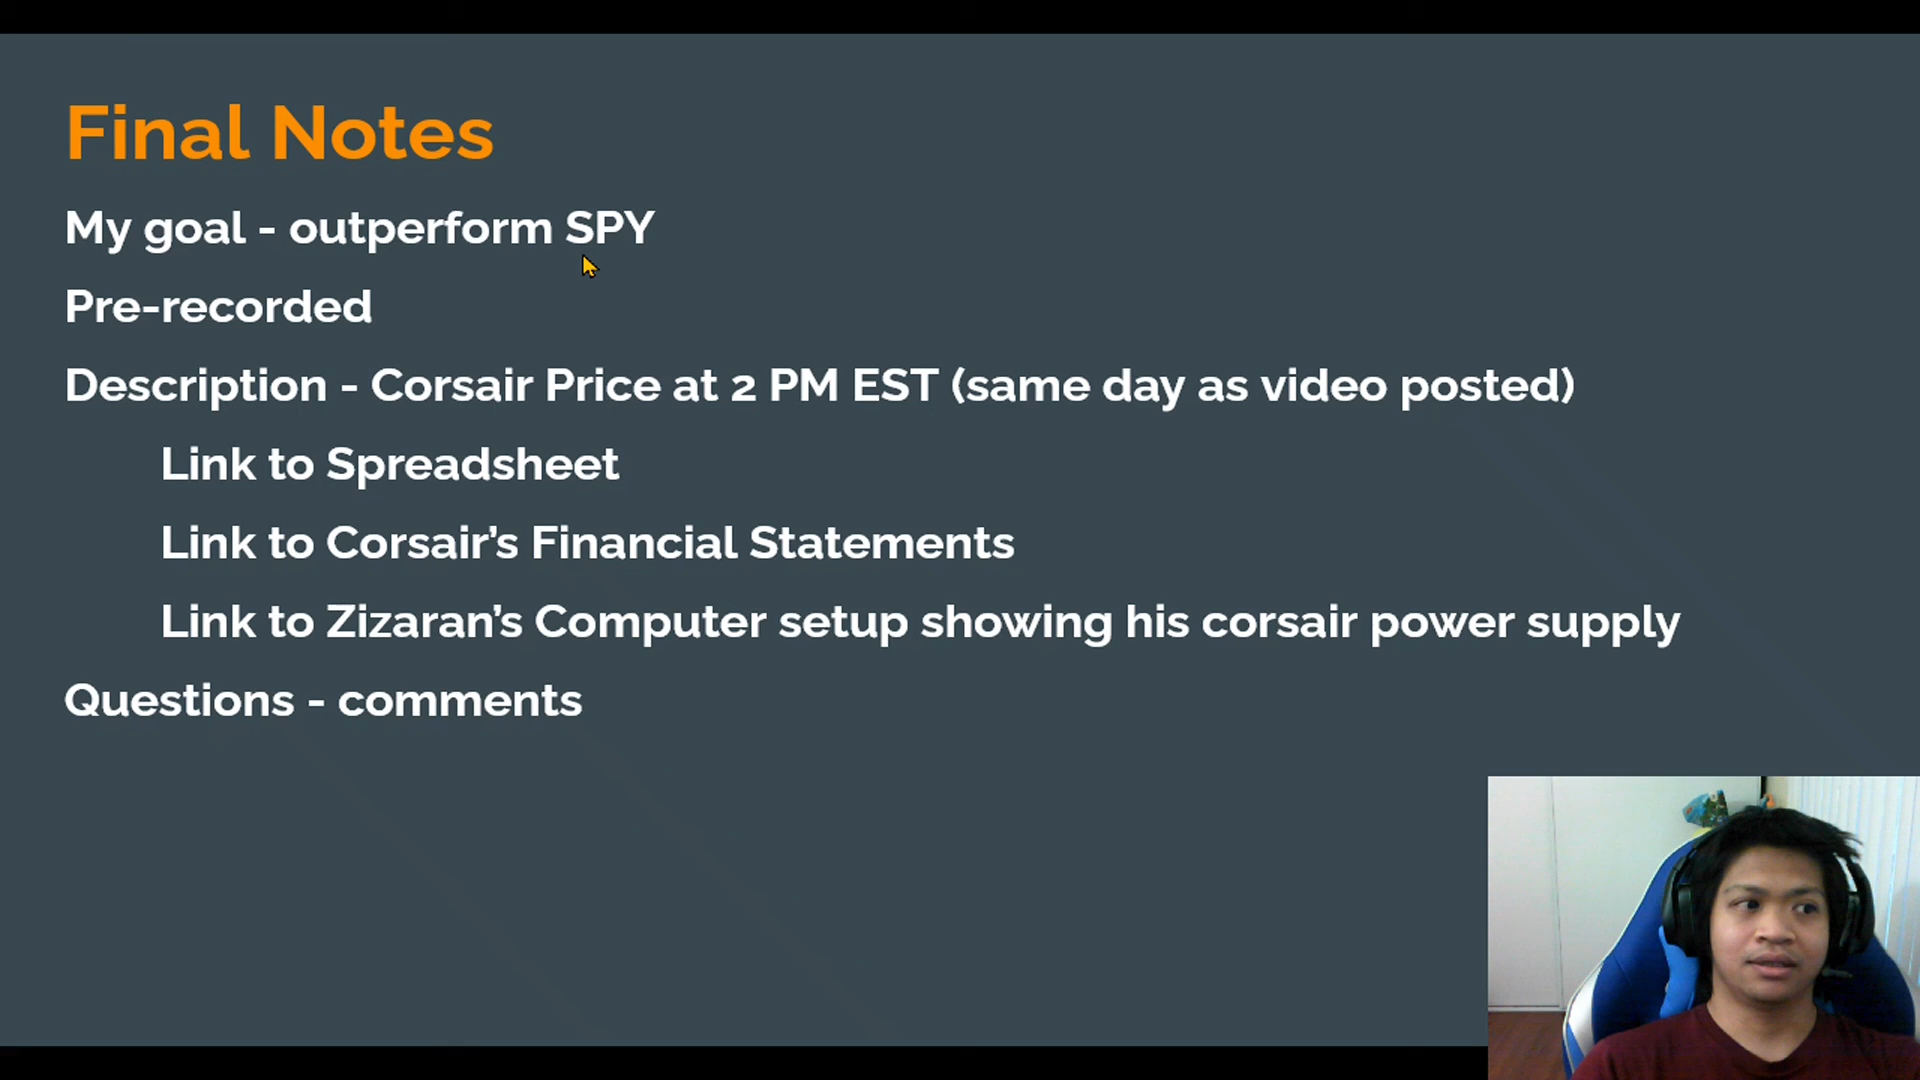 Final Notes
My goal - outperform SPY
Pre-recorded
Description - Corsair Price at 2 PM EST (same day as video posted)
Link to Spreadsheet
Link to Corsair’s Financial Statements
Link to Zizaran’s Computer setup showing his corsair power supply
Questions - comments